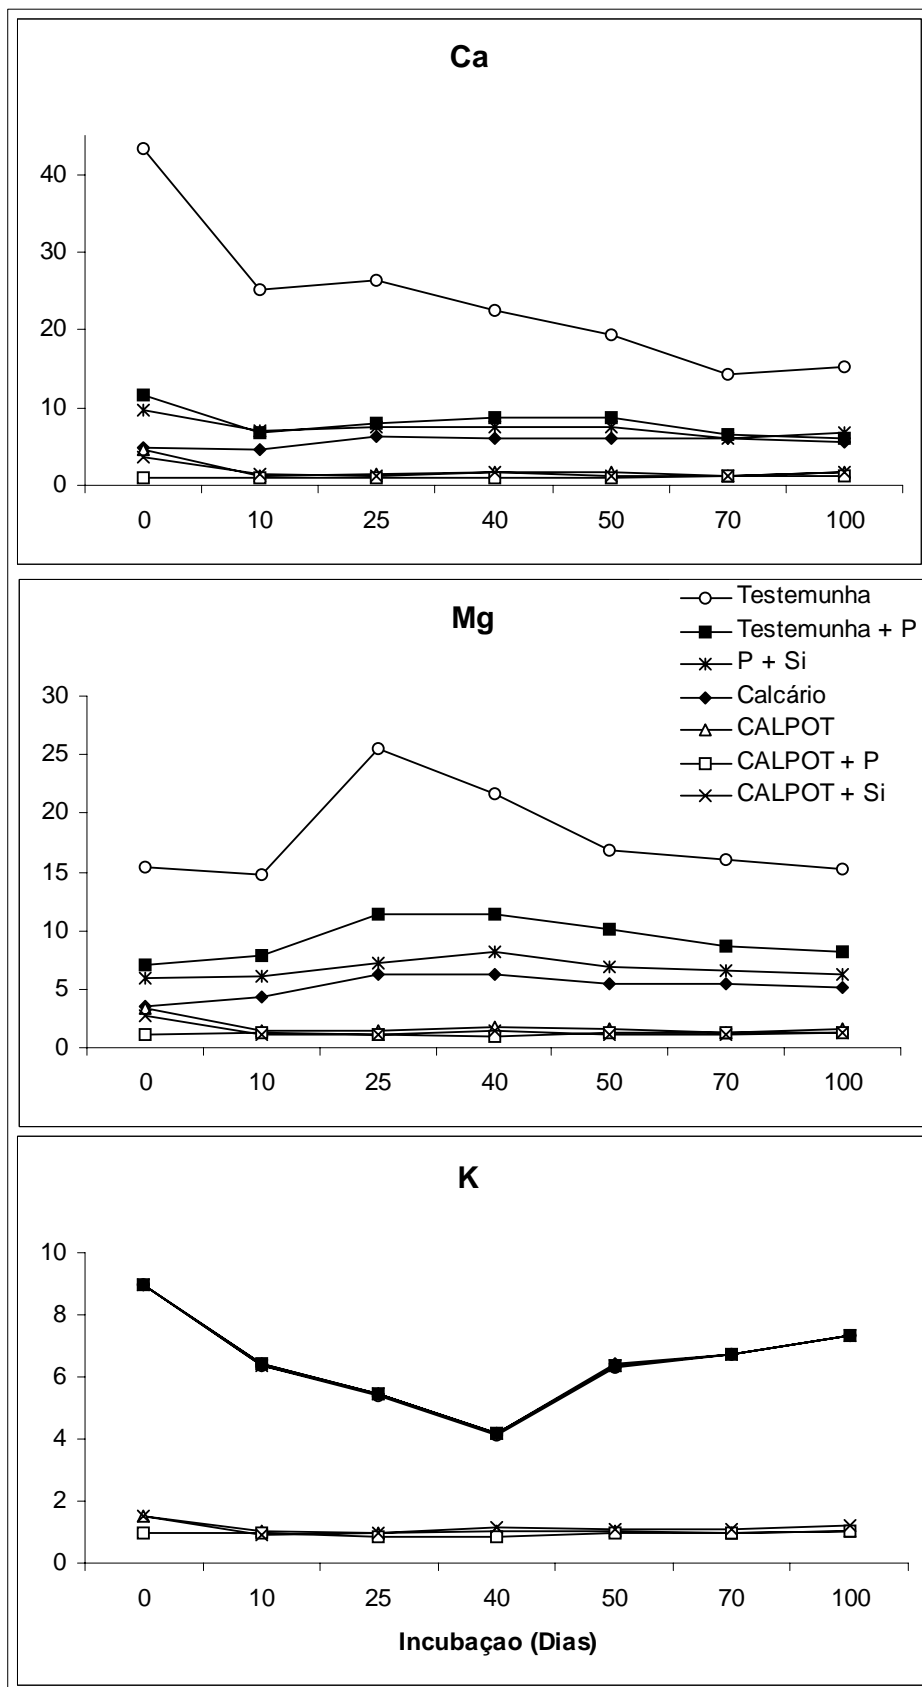 Ca
40
30
20
10
0
0 10 25 40 50 70 100
Mg
Testemunha
Testemunha + P
P + Si
Calcário
CALPOT
CALPOT + P
CALPOT + Si
30
25
20
15
10
5
0
0 10 25 40 50 70 100
K
10
8
6
4
2
0
0 10 25 40 50 70 100
Incubaçao (Dias)